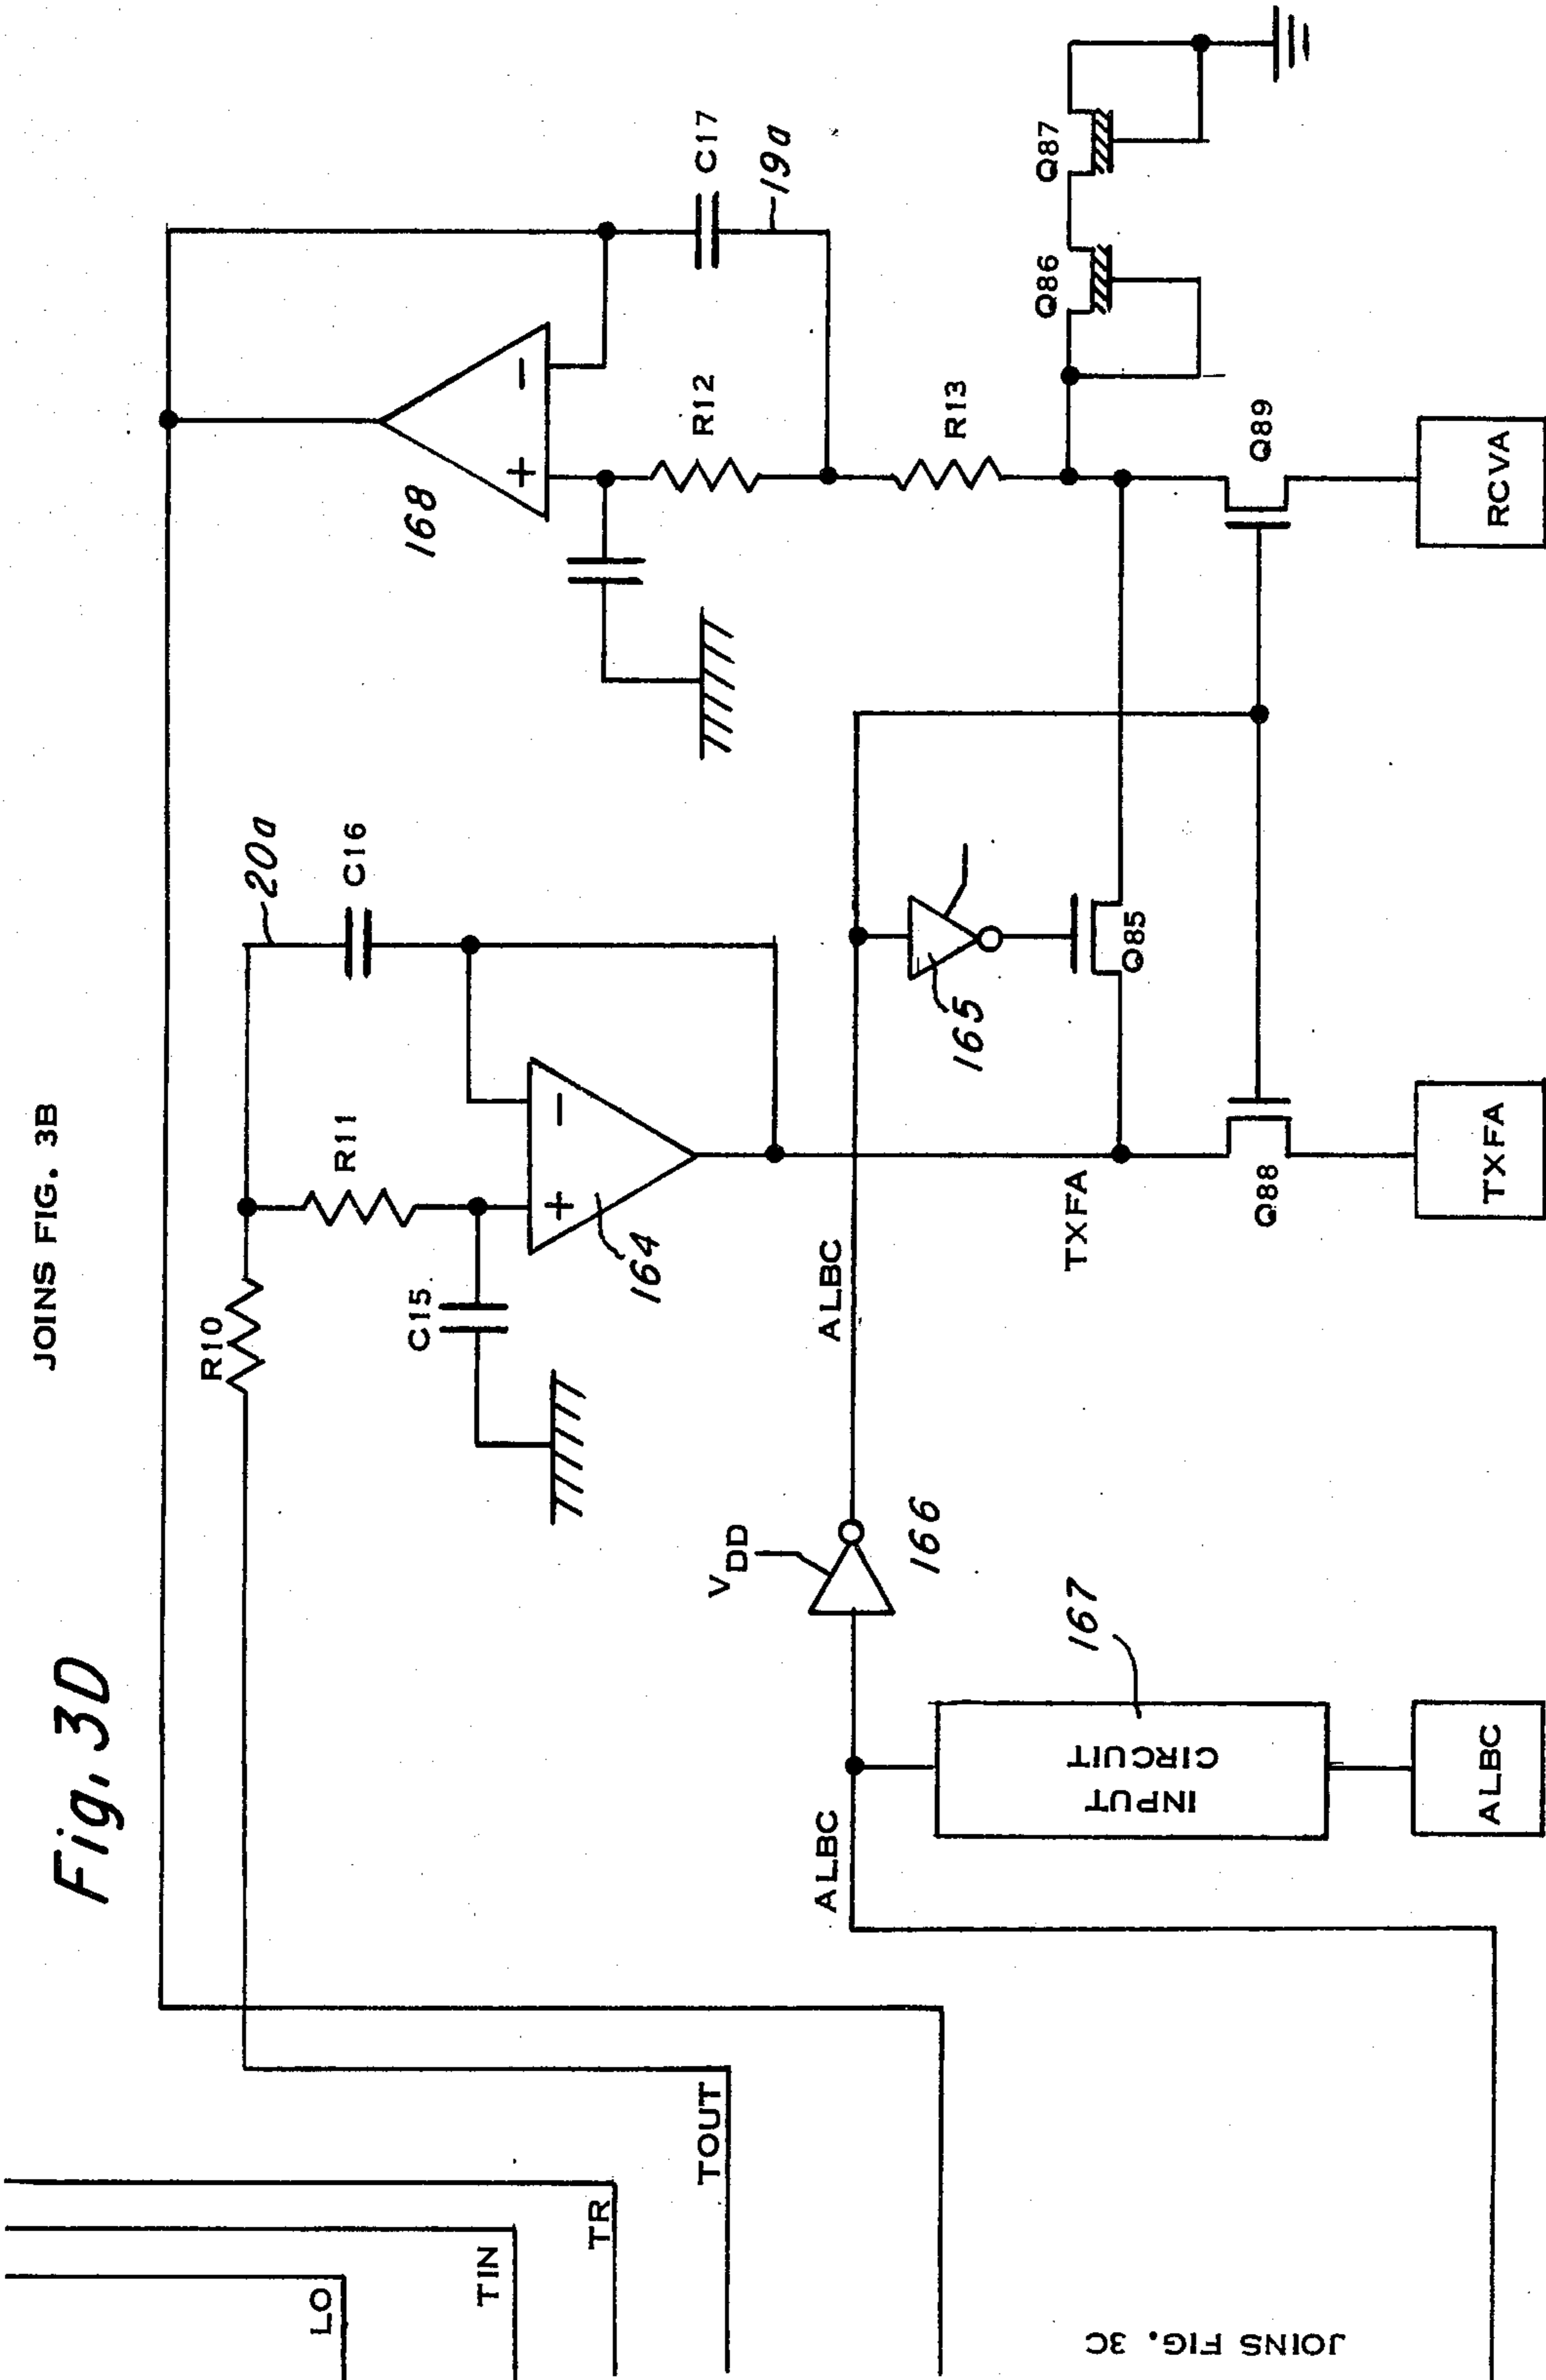 Fig. 3D
JOINS FIG. 3B
LO
TIN
TR
TOUT
R10
R11
C15
+
−
164
20a
C16
168
+
−
R12
C17
19a
R13
Q86
Q87
ALBC
VDD
166
ALBC
165
Q85
TXFA
INPUT
CIRCUIT
167
Q88
Q89
ALBC
TXFA
RCVA
JOINS FIG. 3C